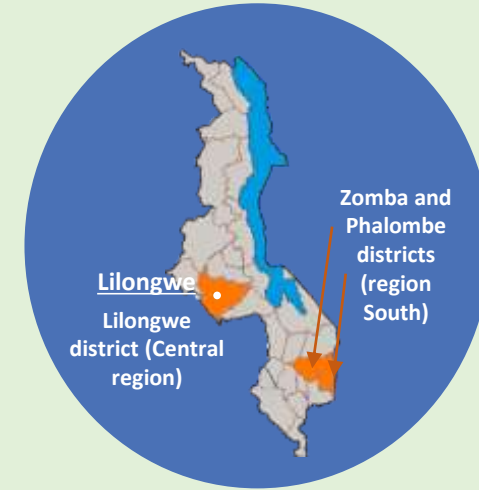 Zomba and
Phalombe
districts
(region
South)
Lilongwe
Lilongwe
district (Central
region)